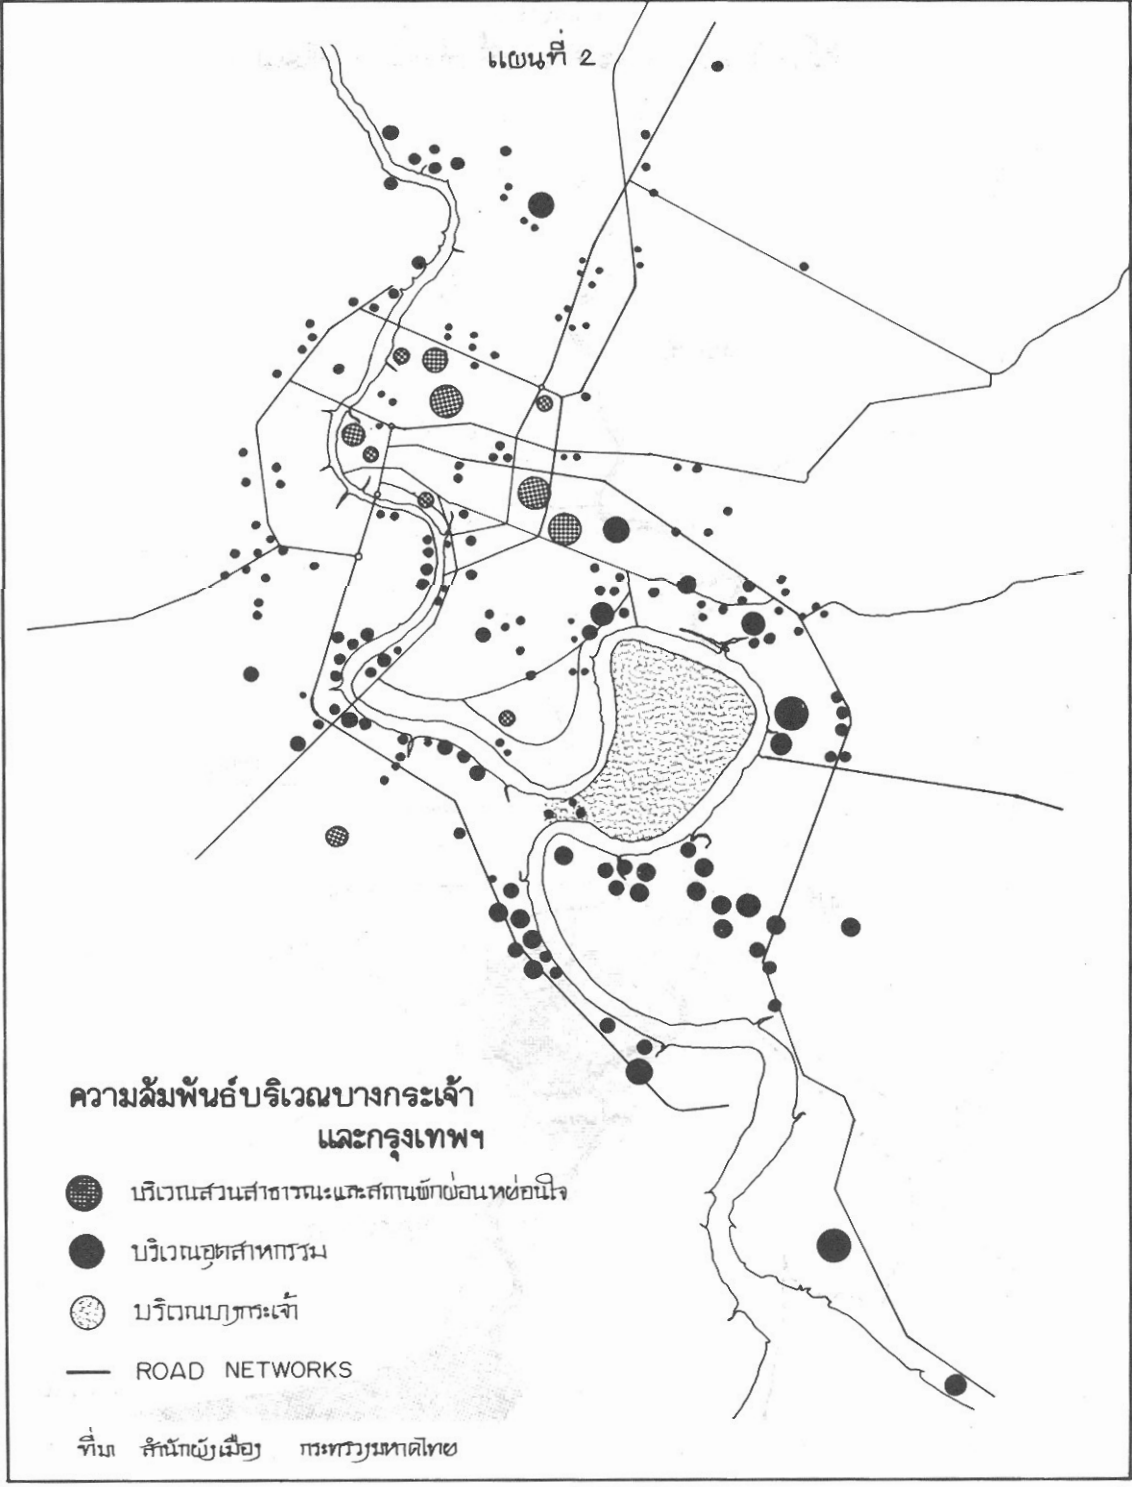 แผนที่ 2
ความสัมพันธ์บริเวณบางกระเจ้า
และกรุงเทพฯ
บริเวณสวนสาธารณะและสถานพักผ่อนหย่อนใจ
บริเวณอุตสาหกรรม
บริเวณบางกระเจ้า
ROAD NETWORKS
ที่มา สำนักผังเมือง กระทรวงมหาดไทย